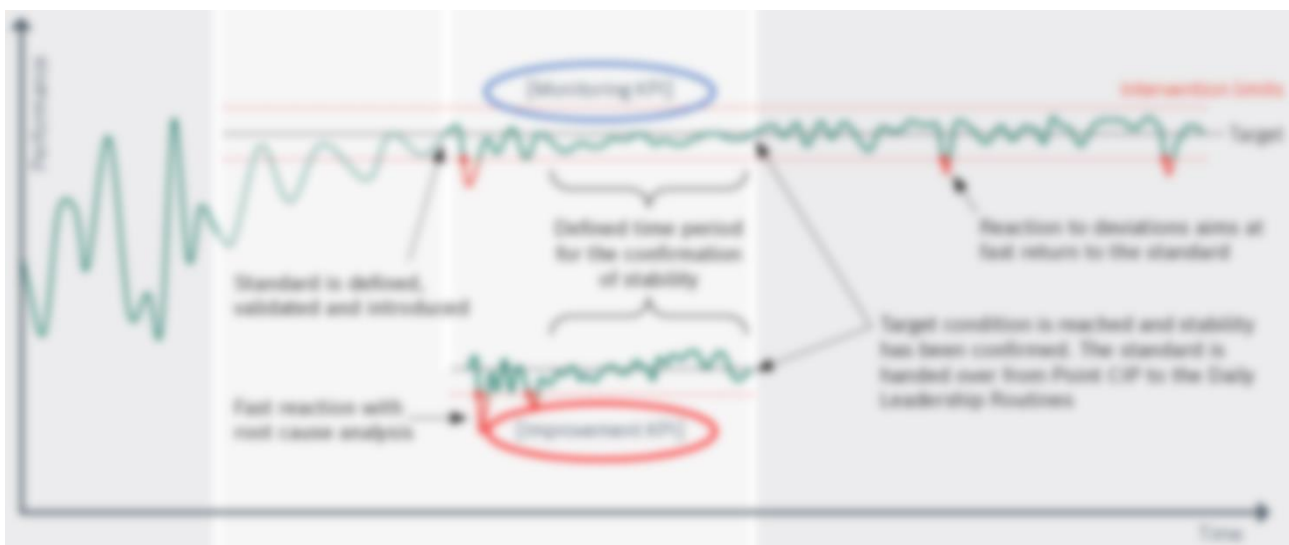 Performance
[Monitoring KPI]
Intervention limits
Target
Defined time period
for the confirmation
of stability
Reaction to deviations aims at
fast return to the standard
Standard is defined,
validated and introduced
Target condition is reached and stability
has been confirmed. The standard is
handed over from Point CIP to the Daily
Leadership Routines
Fast reaction with
root cause analysis
[Improvement KPI]
Time